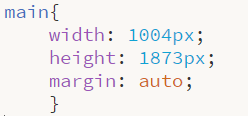 main{
width: 1004px;
height: 1873px;
margin: auto;
}